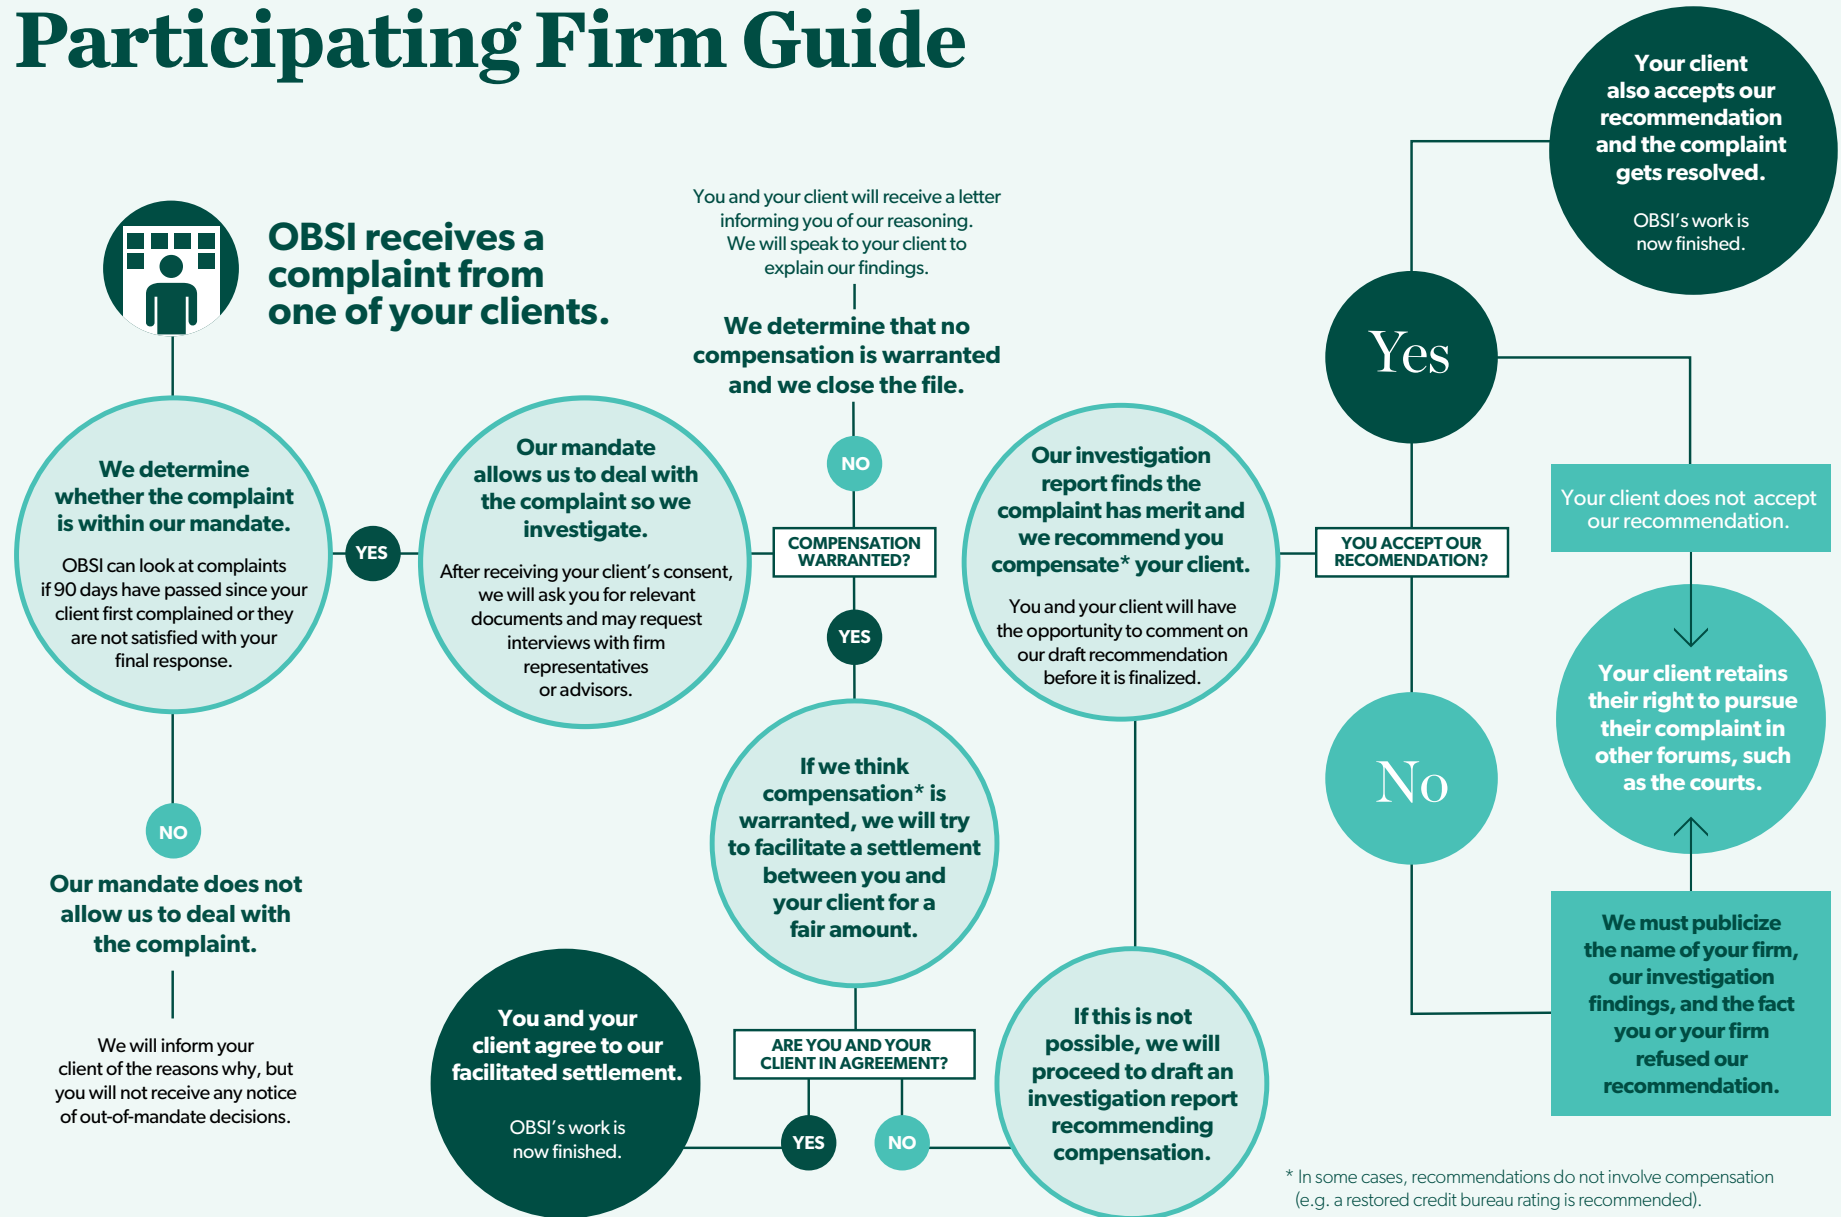 Participating Firm Guide
OBSI receives a
complaint from
one of your clients.
We determine
whether the complaint
is within our mandate.
OBSI can look at complaints
if 90 days have passed since your
client first complained or they
are not satisfied with your
final response.
NO
Our mandate does not
allow us to deal with
the complaint.
We will inform your
client of the reasons why, but
you will not receive any notice
of out-of-mandate decisions.
YES
Our mandate
allows us to deal with
the complaint so we
investigate.
After receiving your client's consent,
we will ask you for relevant
documents and may request
interviews with firm
representatives
or advisors.
COMPENSATION
WARRANTED?
NO
We determine that no
compensation is warranted
and we close the file.
You and your client will receive a letter
informing you of our reasoning.
We will speak to your client to
explain our findings.
YES
If we think
compensation* is
warranted, we will try
to facilitate a settlement
between you and
your client for a
fair amount.
ARE YOU AND YOUR
CLIENT IN AGREEMENT?
YES
You and your
client agree to our
facilitated settlement.
OBSI's work is
now finished.
NO
If this is not
possible, we will
proceed to draft an
investigation report
recommending
compensation.
Our investigation
report finds the
complaint has merit and
we recommend you
compensate* your client.
You and your client will have
the opportunity to comment on
our draft recommendation
before it is finalized.
YOU ACCEPT OUR
RECOMENDATION?
Yes
Your client
also accepts our
recommendation
and the complaint
gets resolved.
OBSI's work is
now finished.
Your client does not accept
our recommendation.
Your client retains
their right to pursue
their complaint in
other forums, such
as the courts.
No
We must publicize
the name of your firm,
our investigation
findings, and the fact
you or your firm
refused our
recommendation.
* In some cases, recommendations do not involve compensation
(e.g. a restored credit bureau rating is recommended).